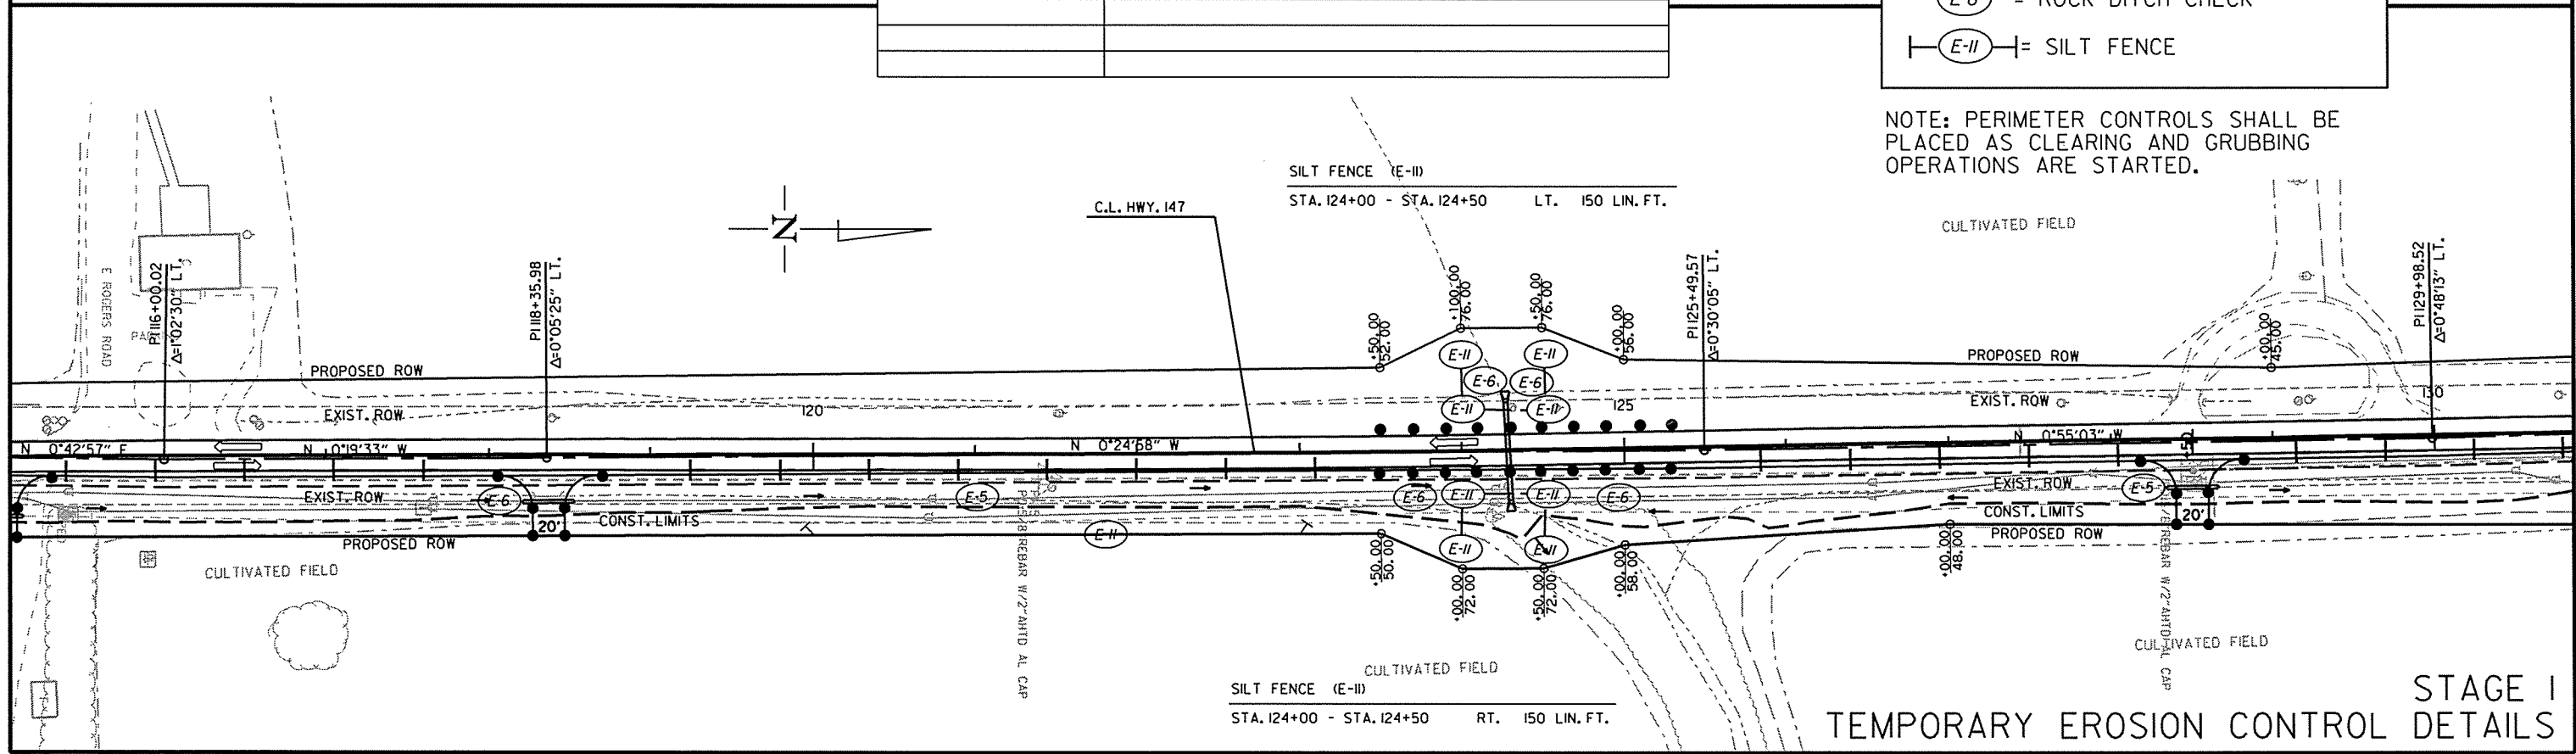 E-11 = SILT FENCE
NOTE: PERIMETER CONTROLS SHALL BE
PLACED AS CLEARING AND GRUBBING
OPERATIONS ARE STARTED.
SILT FENCE (E-11)
STA. 124+00 - STA. 124+50 LT. 150 LIN. FT.
C.L. HWY. 147
N
CULTIVATED FIELD
E ROGERS ROAD
PI 116+00.02
Δ=1°02'30" LT.
PI 118+35.98
Δ=0°05'25" LT.
PI 125+49.57
Δ=0°30'05" LT.
PI 129+98.52
Δ=0°48'13" LT.
+50.00
52.00
+100.00
76.00
+50.00
76.00
+00.00
56.00
+00.00
45.00
PROPOSED ROW
PROPOSED ROW
E-11
E-11
E-6
E-6
E-11
E-11
EXIST. ROW
120
125
EXIST. ROW
130
N 0°42'57" E
N 0°19'33" W
N 0°24'58" W
N 0°55'03" W
EXIST. ROW
E-6
E-5
E-6
E-11
E-11
E-6
EXIST. ROW
E-5
20'
CONST. LIMITS
CONST. LIMITS
20'
PROPOSED ROW
E-11
E-11
E-11
PROPOSED ROW
+50.00
50.00
+00.00
72.00
+50.00
72.00
+00.00
58.00
+00.00
48.00
CULTIVATED FIELD
REBAR W/2" AHTD AL CAP
REBAR W/2" AHTD AL CAP
CULTIVATED FIELD
CULTIVATED FIELD
SILT FENCE (E-11)
STA. 124+00 - STA. 124+50 RT. 150 LIN. FT.
STAGE 1
TEMPORARY EROSION CONTROL DETAILS